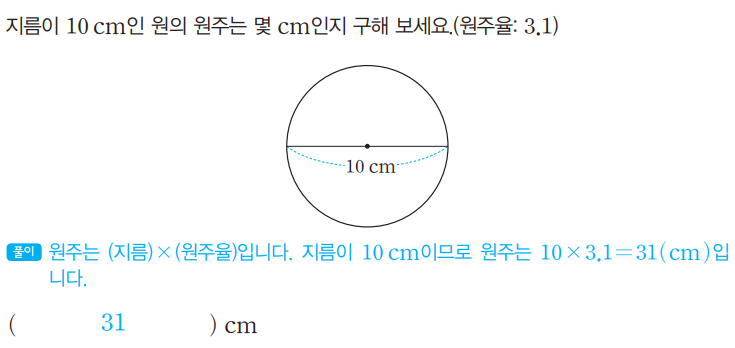 지름이 10 cm인 원의 원주는 몇 cm인지 구해 보세요.(원주율: 3.1)
10 cm
풀이 원주는 (지름)×(원주율)입니다. 지름이 10 cm이므로 원주는 10×3.1=31(cm)입
니다.
( 31 ) cm